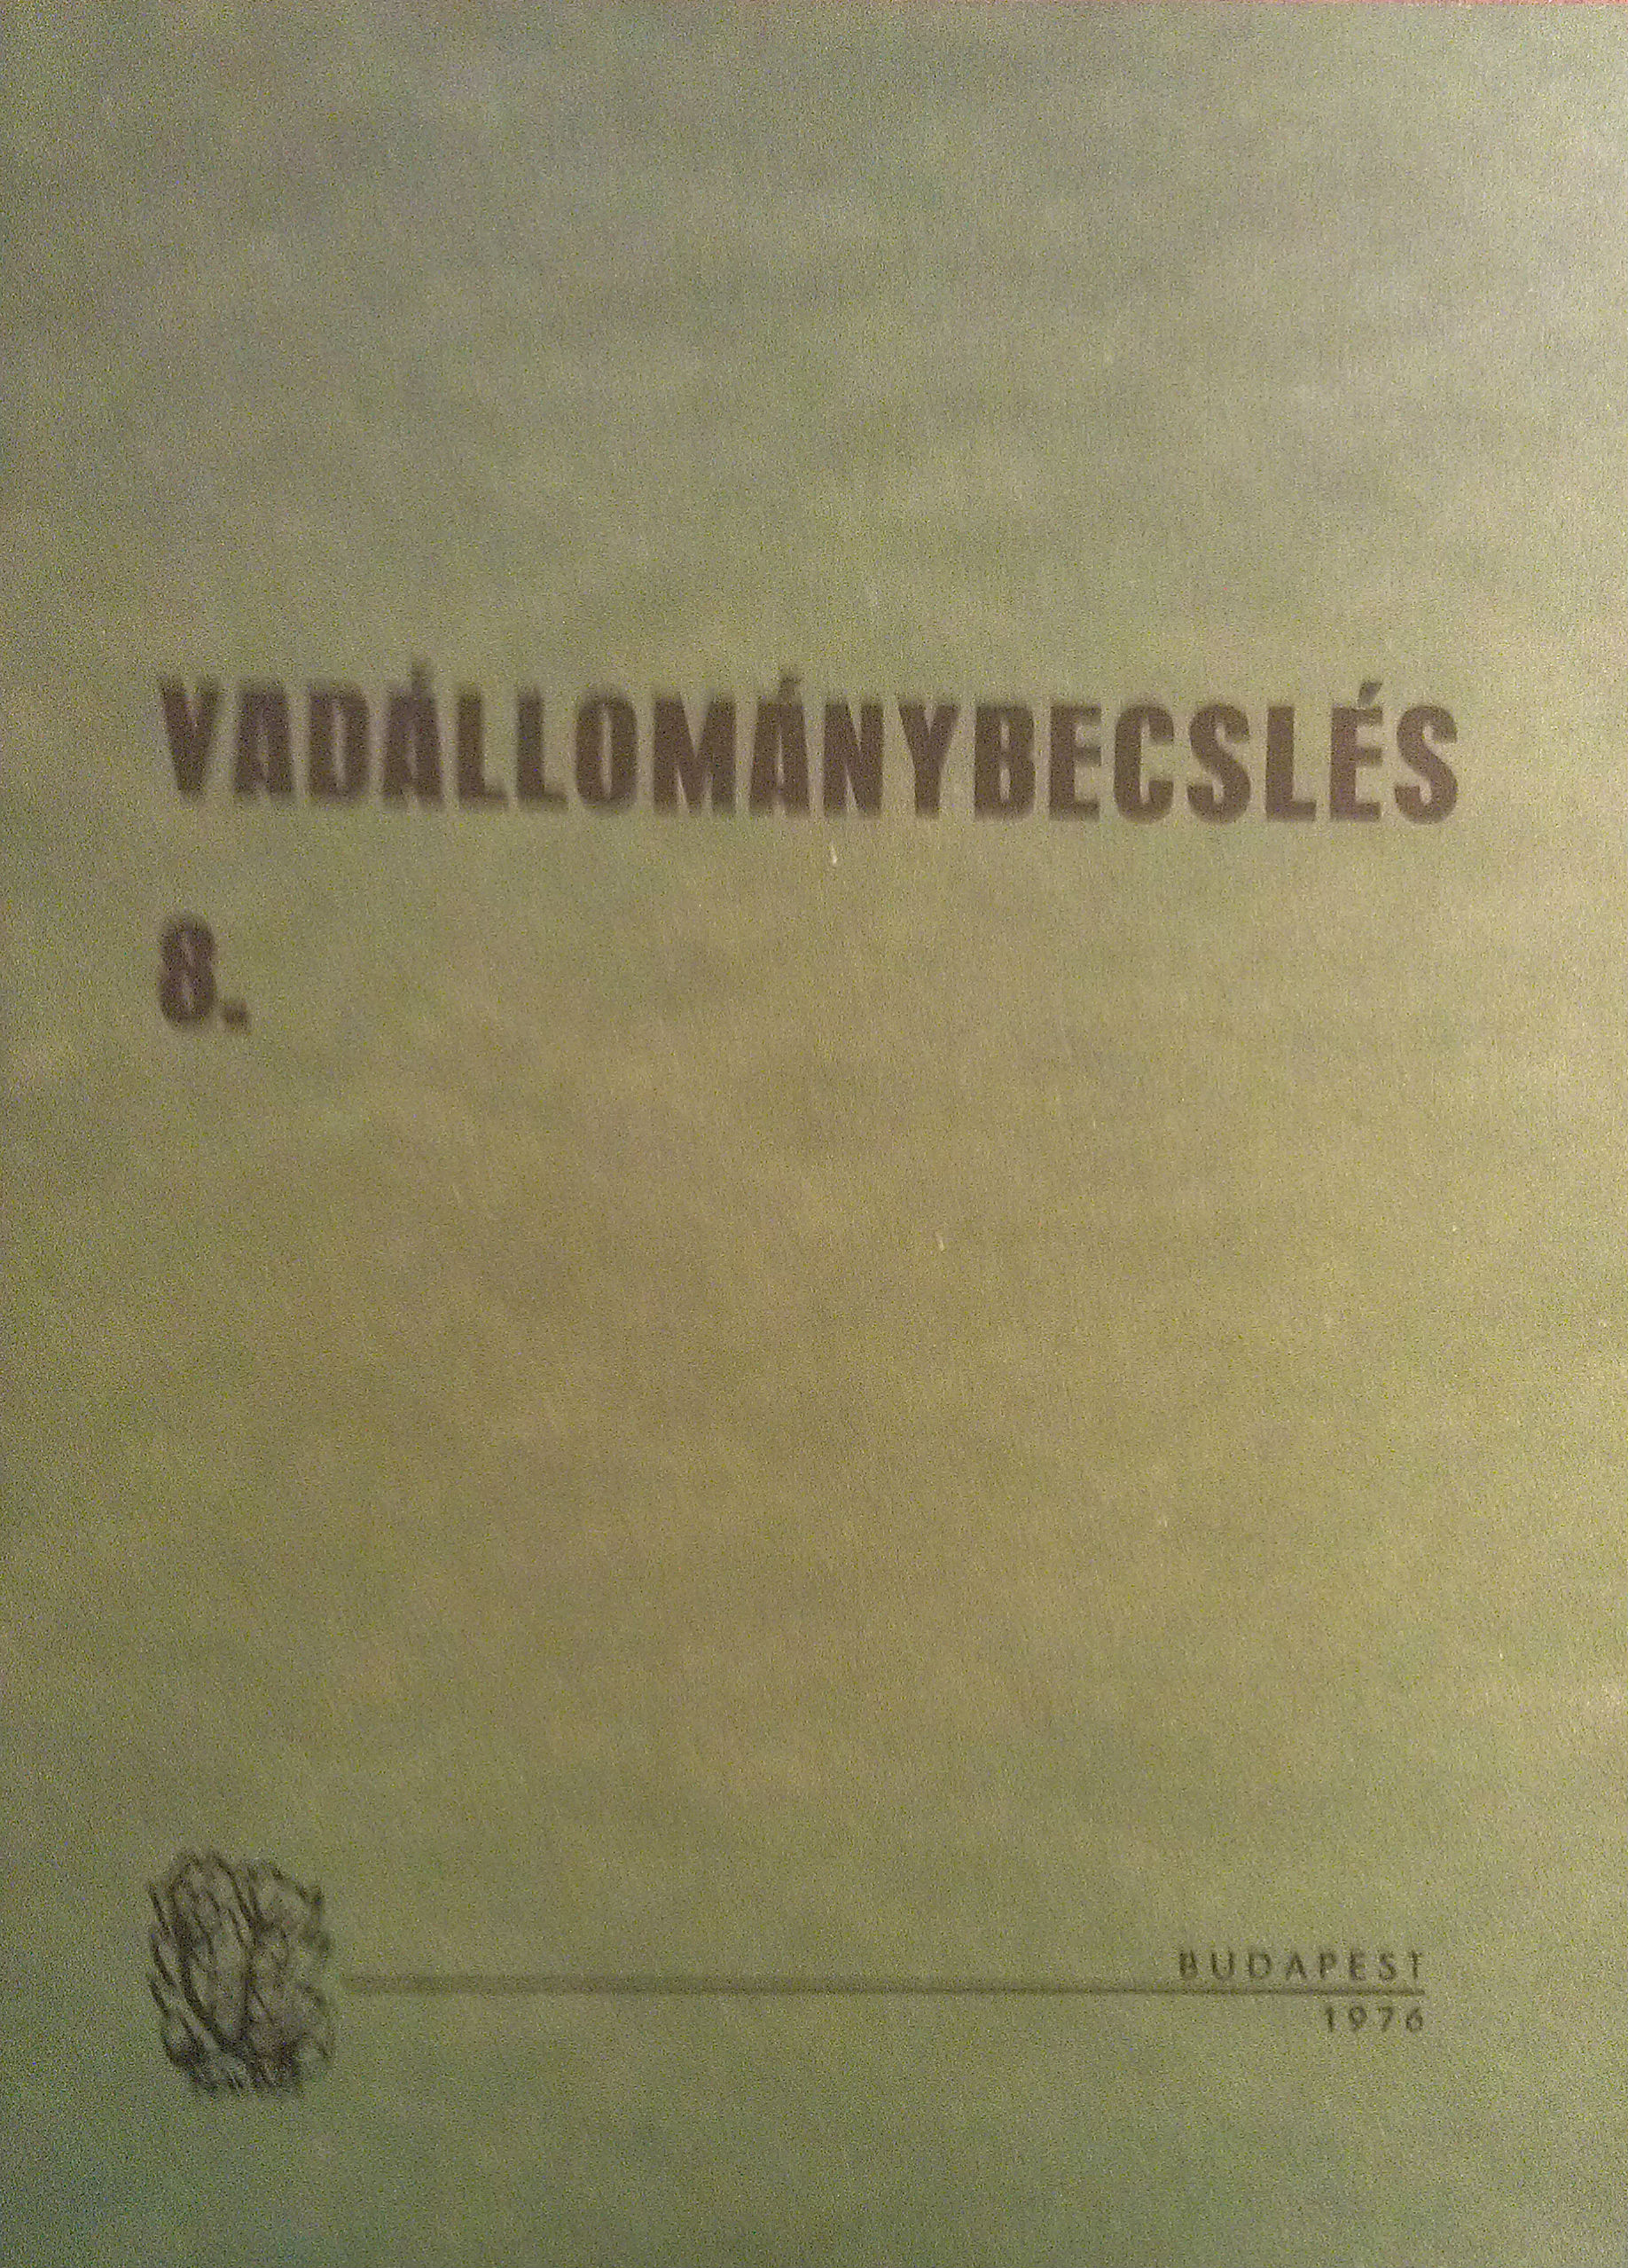 VADÁLLOMÁNYBECSLÉS
8.
BUDAPEST
1976